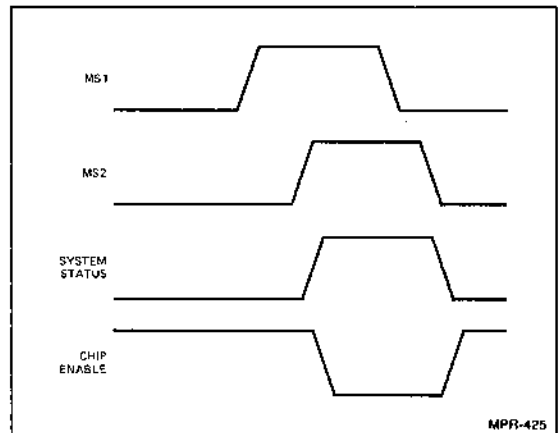 MS1
MS2
SYSTEM
STATUS
CHIP
ENABLE
MPR-425